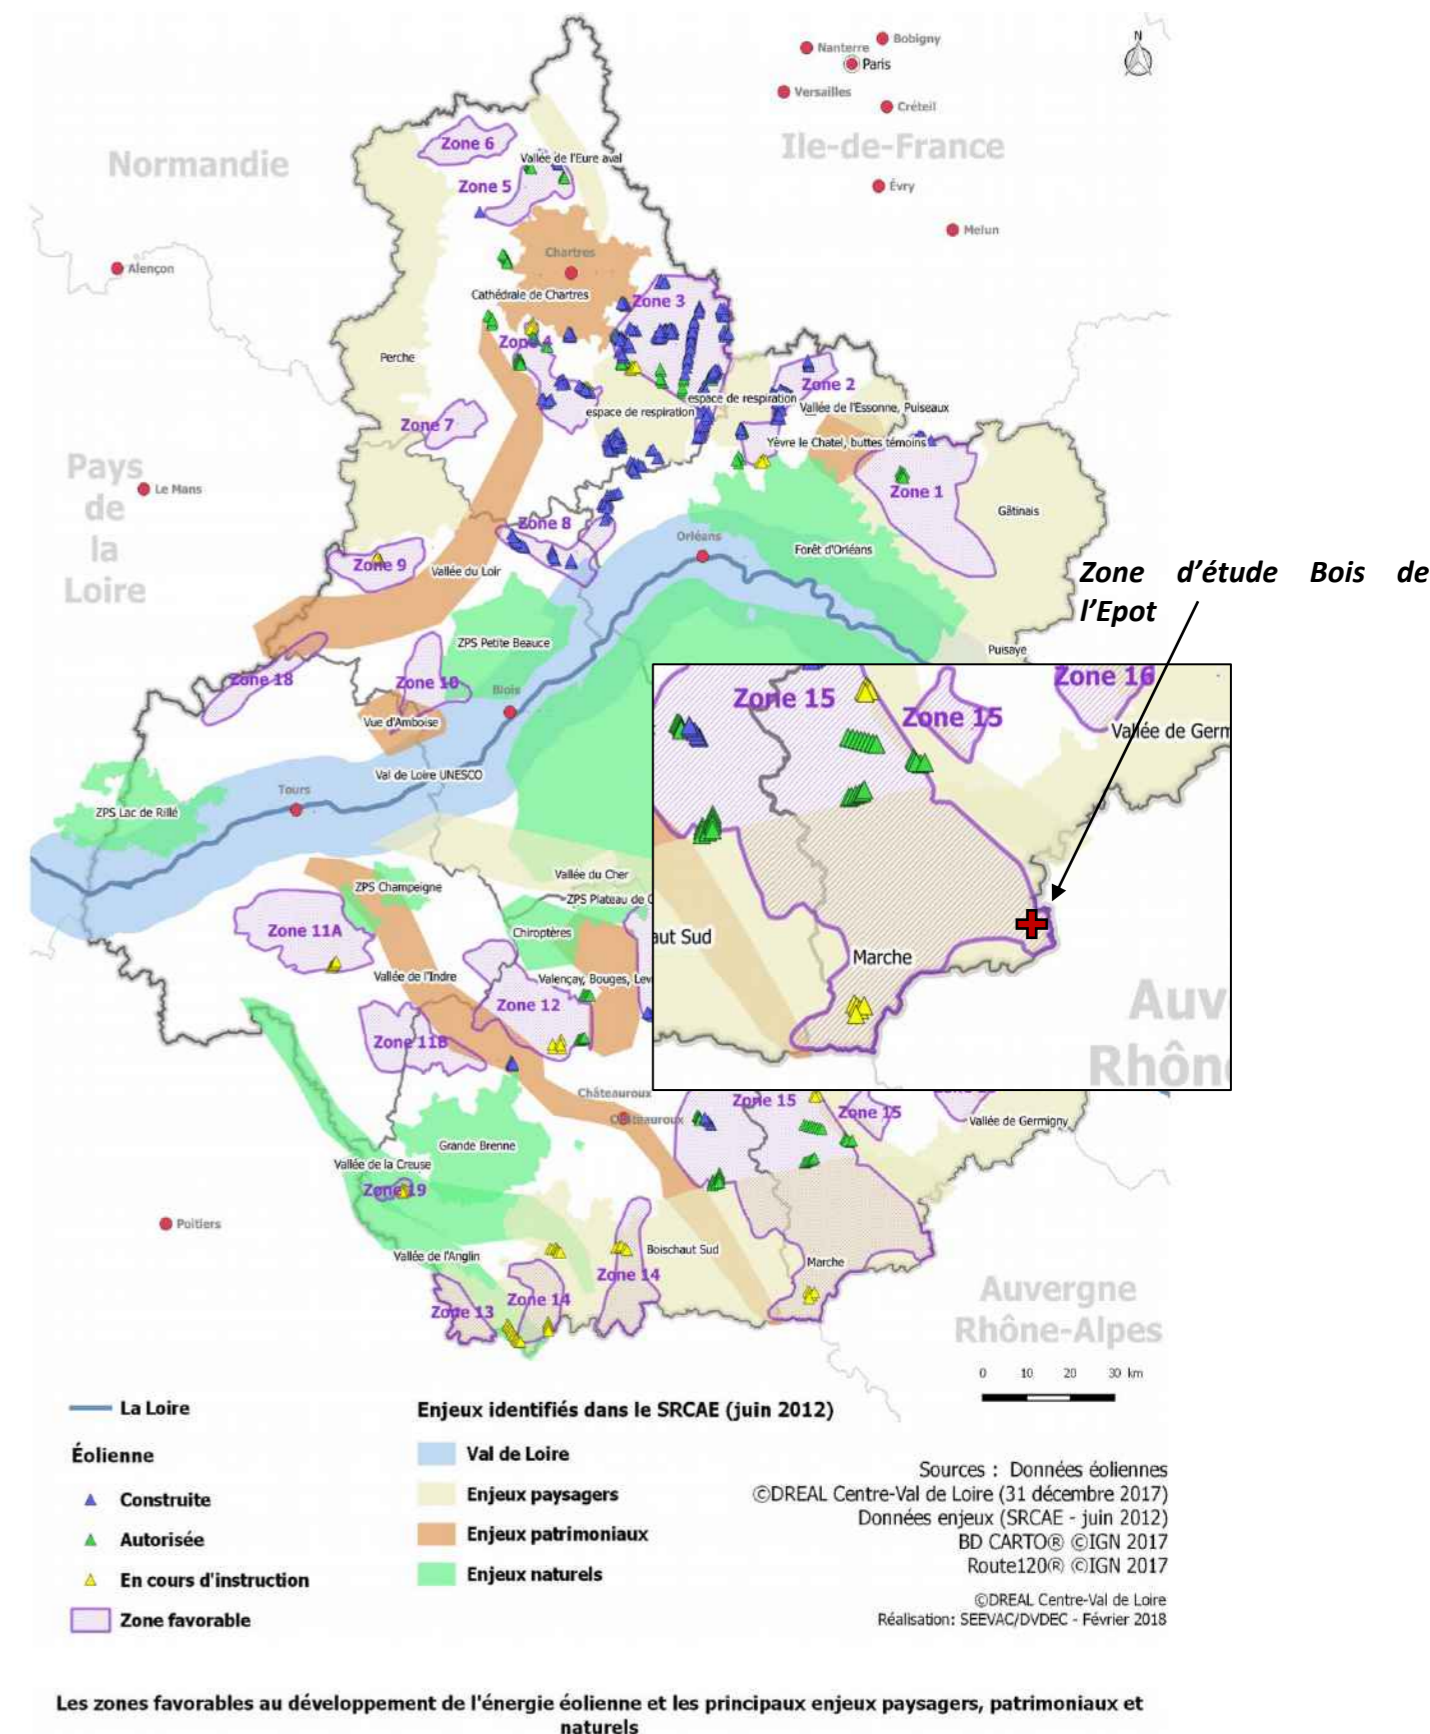 N
Nanterre
Bobigny
Paris
Versailles
Créteil
Ile-de-France
Normandie
Évry
Melun
Zone 6
Vallée de l'Eure aval
Zone 5
Chartres
Alençon
Cathédrale de Chartres
Zone 3
Zone 4
Perche
Zone 2
espace de respiration
Vallée de l'Essonne, Puiseaux
espace de respiration
Zone 7
Yèvre le Chatel, buttes témoins
Pays
de
la
Loire
Le Mans
Zone 1
Gâtinais
Zone 8
Orléans
Forêt d'Orléans
Zone 9
Vallée du Loir
Zone d'étude Bois de
l'Epot
ZPS Petite Beauce
Puisaye
Zone 18
Zone 10
Blois
Vue d'Amboise
Zone 15
Zone 15
Zone 16
Vallée de Germ
Val de Loire UNESCO
Tours
ZPS Lac de Rillé
Vallée du Cher
ZPS Champeigne
ZPS Plateau de C
Zone 11A
Chiroptères
aut Sud
Marche
Vallée de l'Indre
Valençay, Bouges, Lev
Zone 12
Auv
Rhôn
Zone 11B
Châteauroux
Châteauroux
Zone 15
Zone 15
Vallée de Germigny
Grande Brenne
Vallée de la Creuse
Zone 19
Poitiers
Vallée de l'Anglin
Boischaut Sud
Marche
Zone 14
Zone 14
Zone 13
Auvergne
Rhône-Alpes
0 10 20 30 km
La Loire
Éolienne
Construite
Autorisée
En cours d'instruction
Zone favorable
Enjeux identifiés dans le SRCAE (juin 2012)
Val de Loire
Enjeux paysagers
Enjeux patrimoniaux
Enjeux naturels
Sources : Données éoliennes
©DREAL Centre-Val de Loire (31 décembre 2017)
Données enjeux (SRCAE - juin 2012)
BD CARTO® ©IGN 2017
Route120® ©IGN 2017
©DREAL Centre-Val de Loire
Réalisation: SEEVAC/DVDEC - Février 2018
Les zones favorables au développement de l'énergie éolienne et les principaux enjeux paysagers, patrimoniaux et
naturels